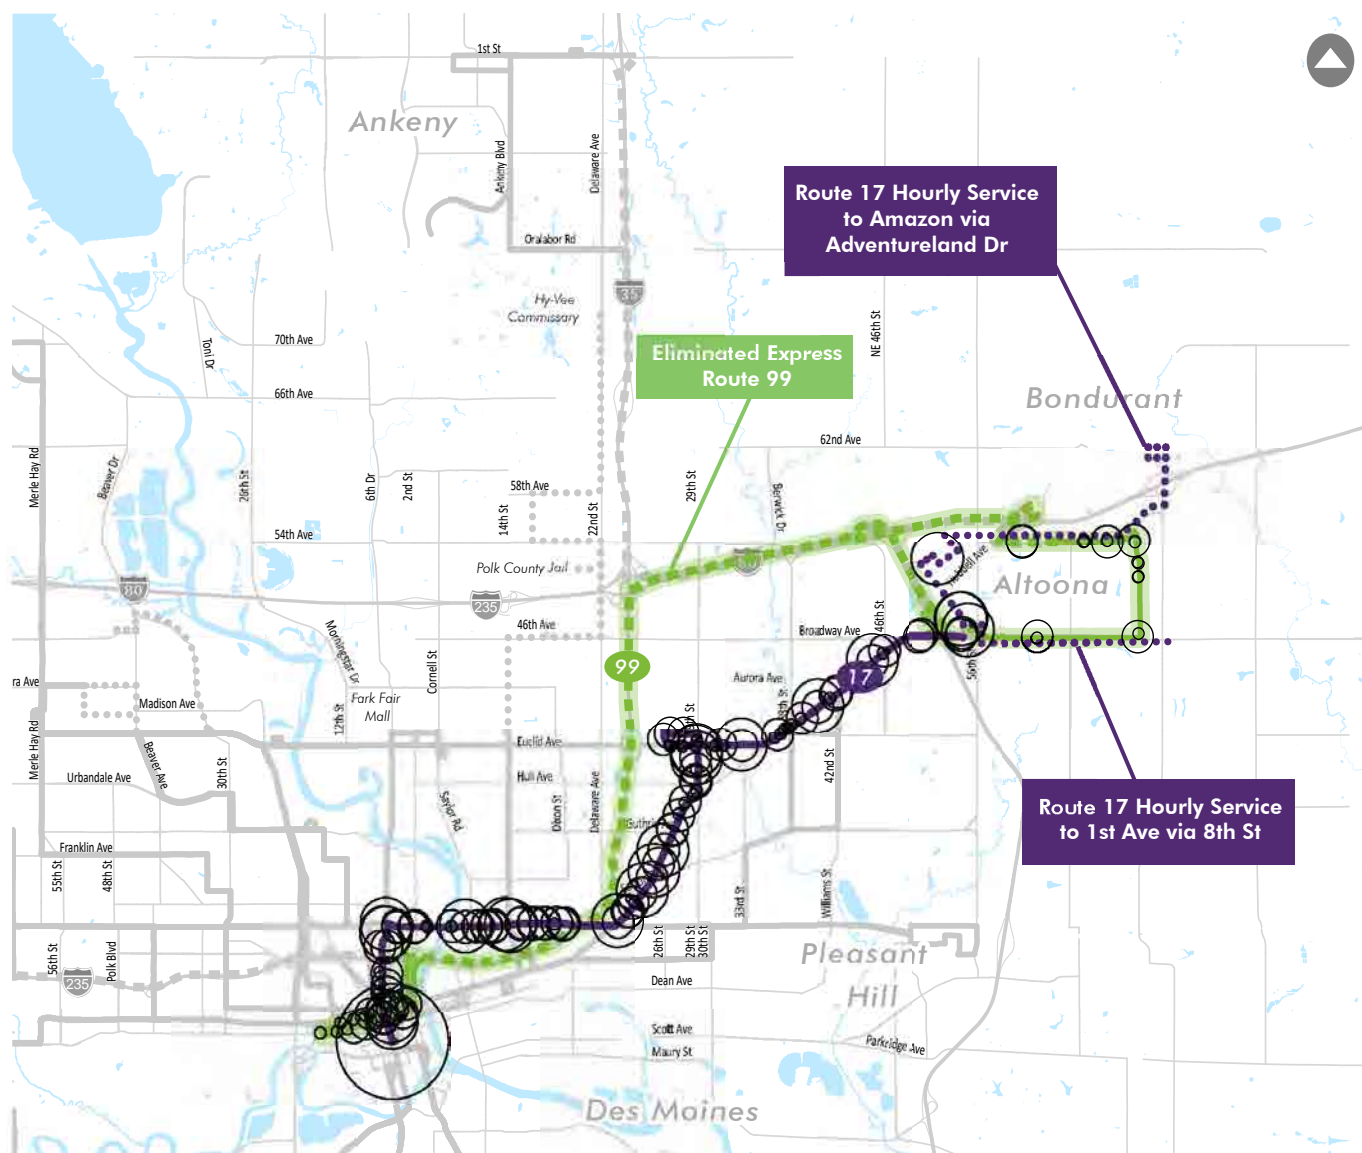 1st St
Ankeny
Ankeny Blvd
Delaware Ave
Route 17 Hourly Service
to Amazon via
Adventureland Dr
Oralabor Rd
35
Hy-Vee
Commissary
NE 46th St
Toni Dr
70th Ave
Eliminated Express
Route 99
66th Ave
Bondurant
62nd Ave
Merle Hay Rd
Beaver Dr
26th St
6th Dr
2nd St
58th Ave
14th St
22nd St
29th St
Berwick Dr
54th Ave
Polk County Jail
80
235
Altoona
46th Ave
Broadway Ave
46th St
56th St
Morningstar Dr
Cornell St
99
17
Aurora Ave
ra Ave
Madison Ave
12th St
Park Fair
Mall
Merle Hay Rd
Beaver Ave
30th St
Euclid Ave
Urbandale Ave
Hull Ave
Saylor Rd
Dixon St
Delaware Ave
42nd St
Route 17 Hourly Service
to 1st Ave via 8th St
Franklin Ave
55th St
48th St
33rd St
Williams St
56th St
Polk Blvd
235
26th St
29th St
30th St
Pleasant
Hill
Dean Ave
Scott Ave
Maury St
Parkridge Ave
Des Moines